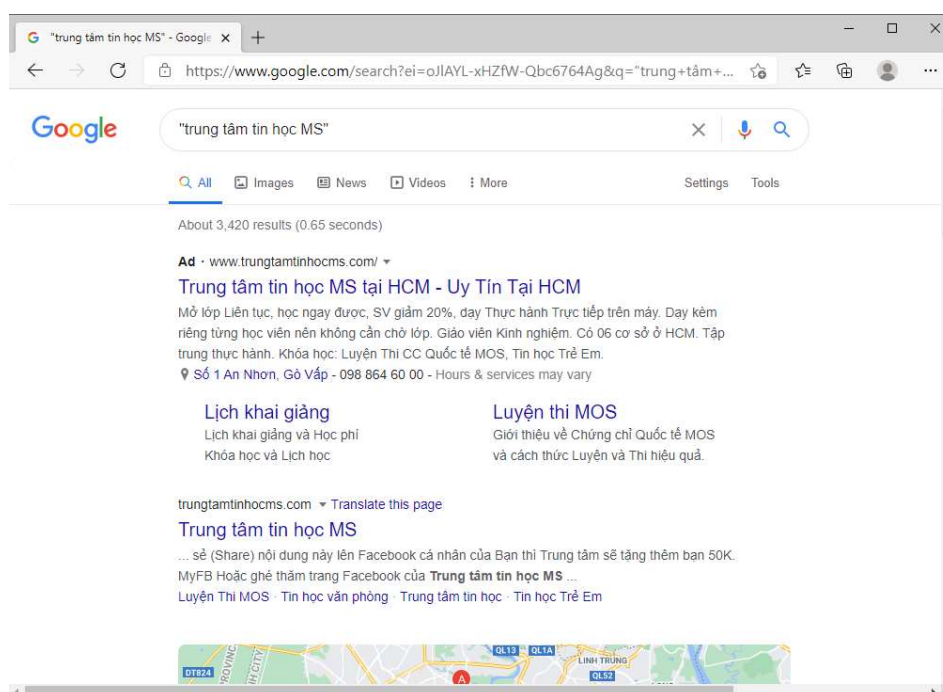 "trung tâm tin học MS" - Google
https://www.google.com/search?ei=oJlAYL-xHZfW-Qbc6764Ag&q="trung+tâm+...
Google
"trung tâm tin học MS"
All Images News Videos More Settings Tools
About 3,420 results (0.65 seconds)
Ad · www.trungtamtinhocms.com/
Trung tâm tin học MS tại HCM - Uy Tín Tại HCM
Mở lớp Liên tục, học ngay được, SV giảm 20%, dạy Thực hành Trực tiếp trên máy. Dạy kèm
riêng từng học viên nên không cần chờ lớp. Giáo viên Kinh nghiệm. Có 06 cơ sở ở HCM. Tập
trung thực hành. Khóa học: Luyện Thi CC Quốc tế MOS, Tin học Trẻ Em.
Số 1 An Nhơn, Gò Vấp - 098 864 60 00 - Hours & services may vary
Lịch khai giảng Luyện thi MOS
Lịch khai giảng và Học phí Giới thiệu về Chứng chỉ Quốc tế MOS
Khóa học và Lịch học và cách thức Luyện và Thi hiệu quả.
trungtamtinhocms.com Translate this page
Trung tâm tin học MS
... sẻ (Share) nội dung này lên Facebook cá nhân của Bạn thì Trung tâm sẽ tặng thêm bạn 50K.
MyFB Hoặc ghé thăm trang Facebook của Trung tâm tin học MS ...
Luyện Thi MOS · Tin học văn phòng · Trung tâm tin học · Tin học Trẻ Em
QL13 QL1A
LINH TRUNG
DT824 QL52
A